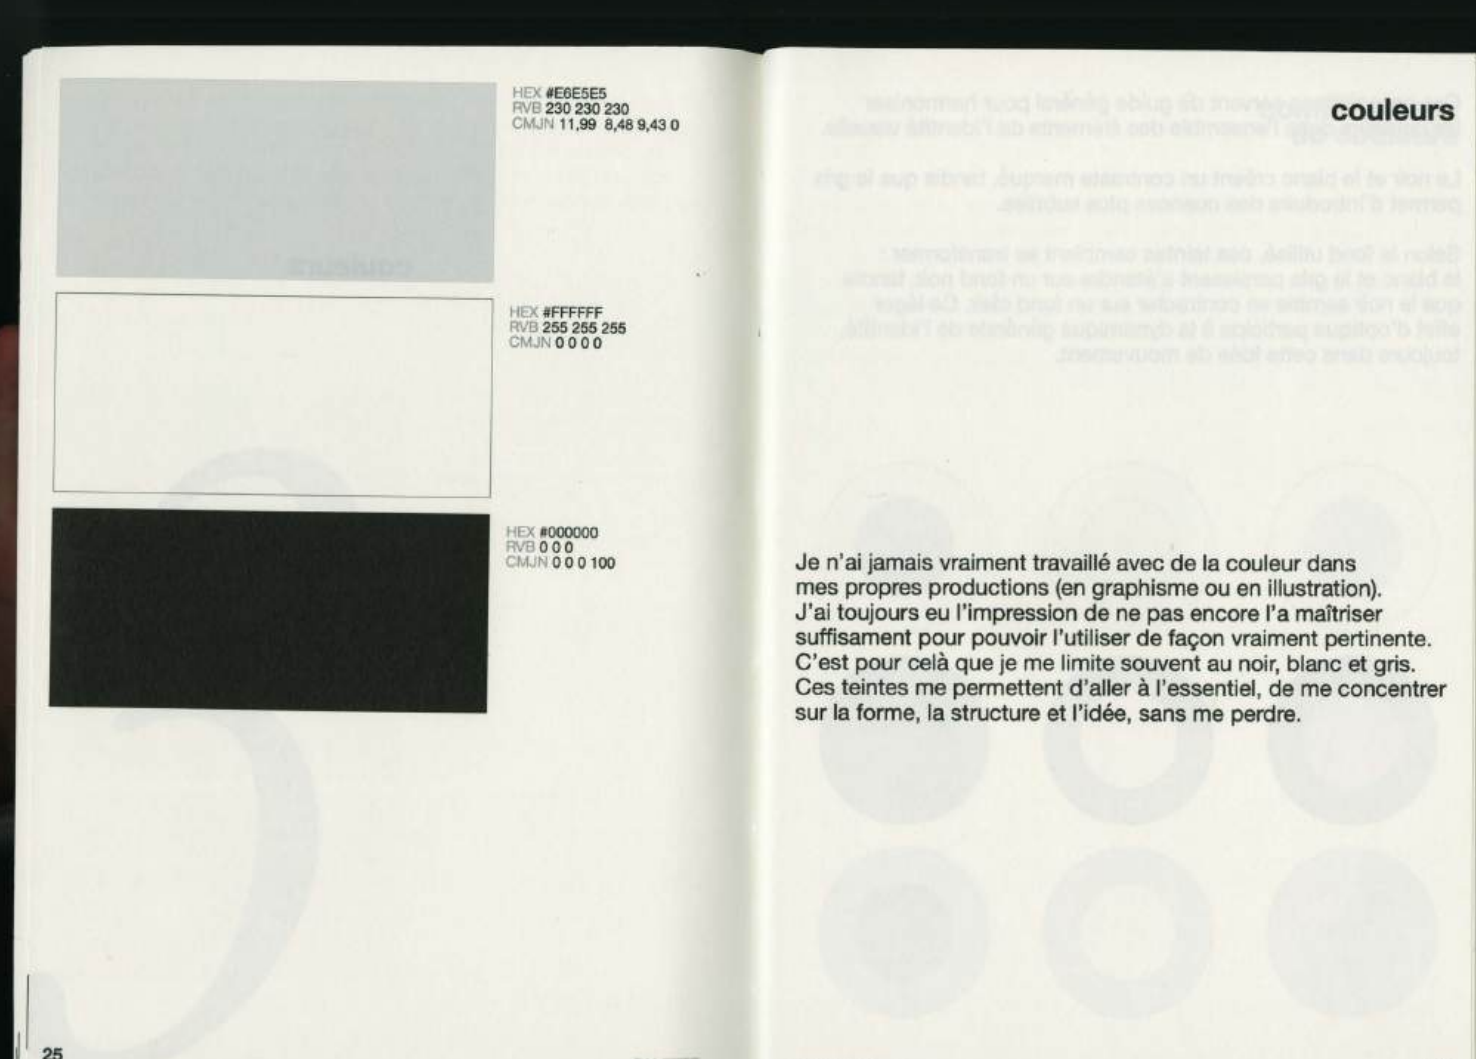 HEX #E6E5E5
RVB 230 230 230
CMJN 11,99 8,48 9,43 0
HEX #FFFFFF
RVB 255 255 255
CMJN 0 0 0 0
HEX #000000
RVB 0 0 0
CMJN 0 0 0 100
25
couleurs
Je n'ai jamais vraiment travaillé avec de la couleur dans
mes propres productions (en graphisme ou en illustration).
J'ai toujours eu l'impression de ne pas encore l'a maîtriser
suffisament pour pouvoir l'utiliser de façon vraiment pertinente.
C'est pour celà que je me limite souvent au noir, blanc et gris.
Ces teintes me permettent d'aller à l'essentiel, de me concentrer
sur la forme, la structure et l'idée, sans me perdre.